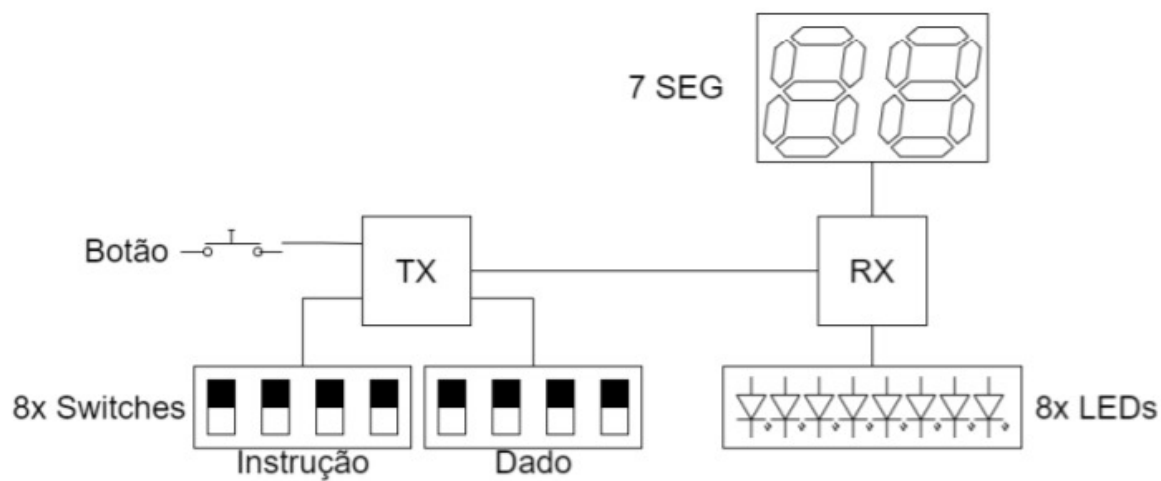 7 SEG
Botão
TX
RX
8x Switches
8x LEDs
Instrução
Dado